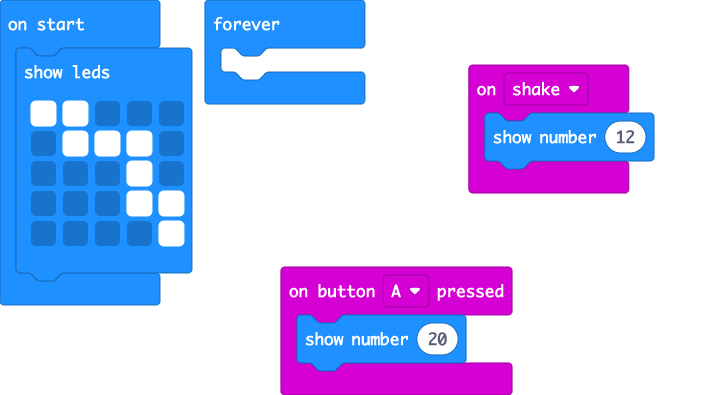 on start
show leds
forever
on shake
show number 12
on button A pressed
show number 20